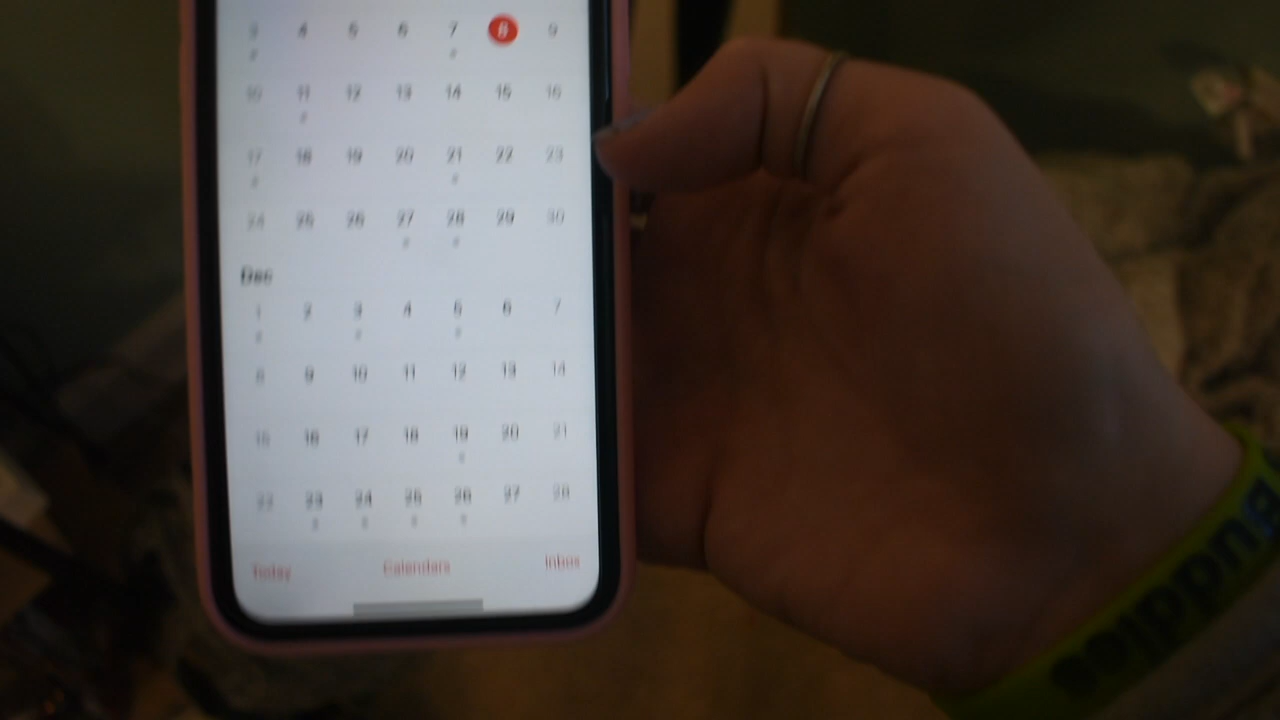 3 4 5 6 7 8 9
10 11 12 13 14 15 16
17 18 19 20 21 22 23
24 25 26 27 28 29 30
Dec
1 2 3 4 5 6 7
8 9 10 11 12 13 14
15 16 17 18 19 20 21
22 23 24 25 26 27 28
Today Calendars Inbox